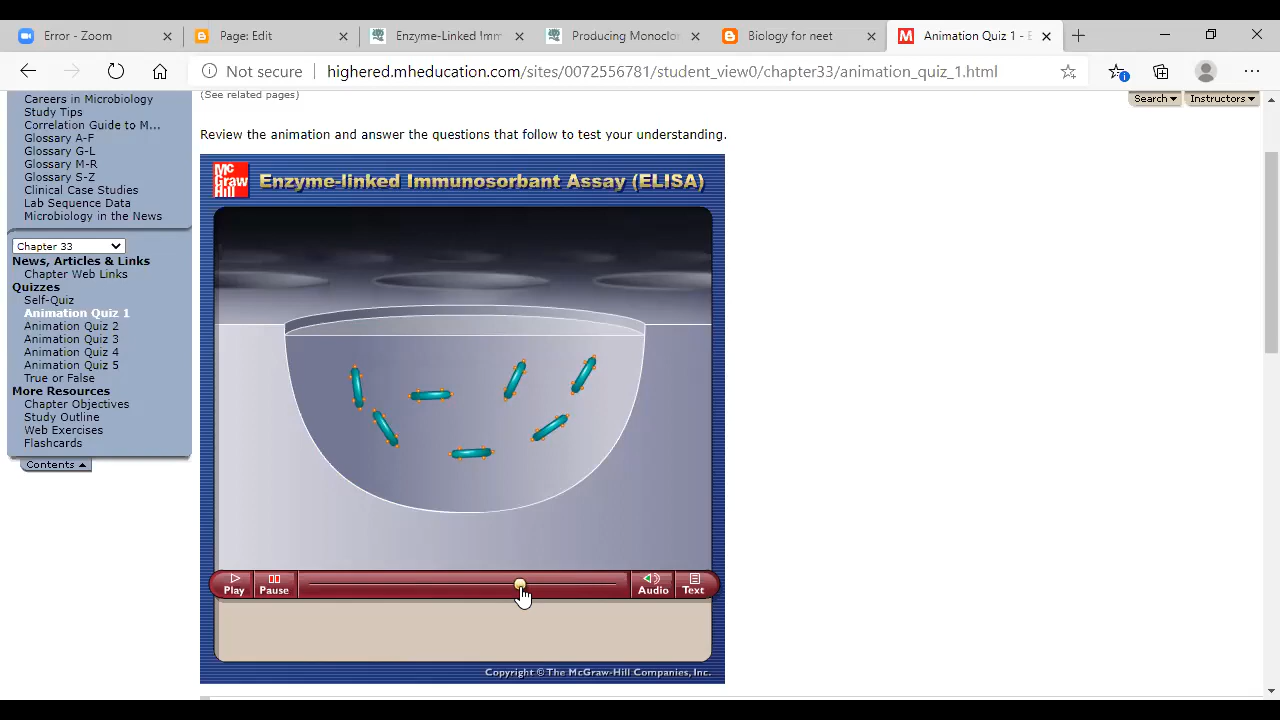 Error - Zoom
Page: Edit
Enzyme-Linked Imm
Producing Monoclo
Biology for neet
Animation Quiz 1 - E
Not secure
highered.mheducation.com/sites/0072556781/student_view0/chapter33/animation_quiz_1.html
Careers in Microbiology
Study Tips
Correlation Guide to M...
Glossary A-F
Glossary G-L
Glossary M-R
Glossary S-Z
Clinical Case Studies
Lab Sequence Data
Microbiology in the News
Chapter 33
PPTs, Articles & Links
Chapter Web Links
Quizzes
Self-Quiz
Animation Quiz 1
Animation Quiz 2
Animation Quiz 3
Animation Quiz 4
Animation Quiz 5
True or False
More Resources
Chapter Objectives
Study Outline
Web Exercises
Flashcards
Contents
(See related pages)
Search
Instructors
Review the animation and answer the questions that follow to test your understanding.
Mc
Graw
Hill
Enzyme-linked Immunosorbant Assay (ELISA)
Play
Pause
Audio
Text
Copyright © The McGraw-Hill Companies, Inc.